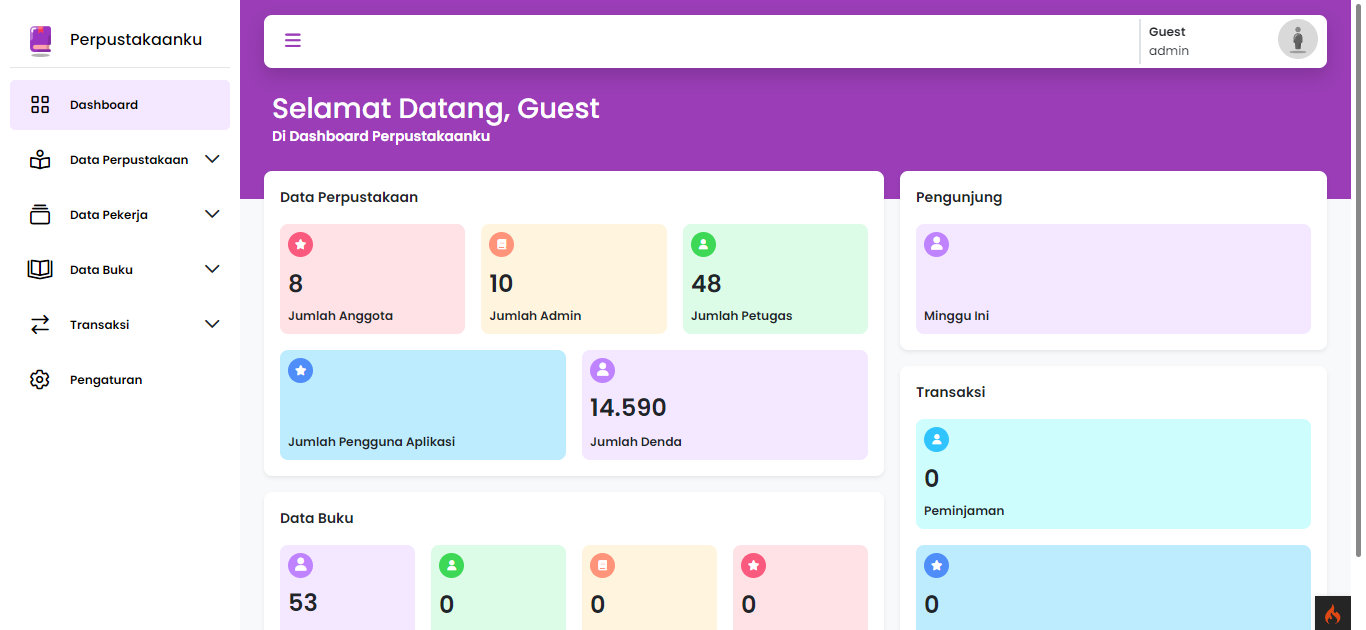 Perpustakaanku
Guest
admin
Dashboard
Data Perpustakaan
Data Pekerja
Data Buku
Transaksi
Pengaturan
Selamat Datang, Guest
Di Dashboard Perpustakaanku
Data Perpustakaan
8
Jumlah Anggota
10
Jumlah Admin
48
Jumlah Petugas
Jumlah Pengguna Aplikasi
14.590
Jumlah Denda
Data Buku
53
0
0
0
Pengunjung
Minggu Ini
Transaksi
0
Peminjaman
0